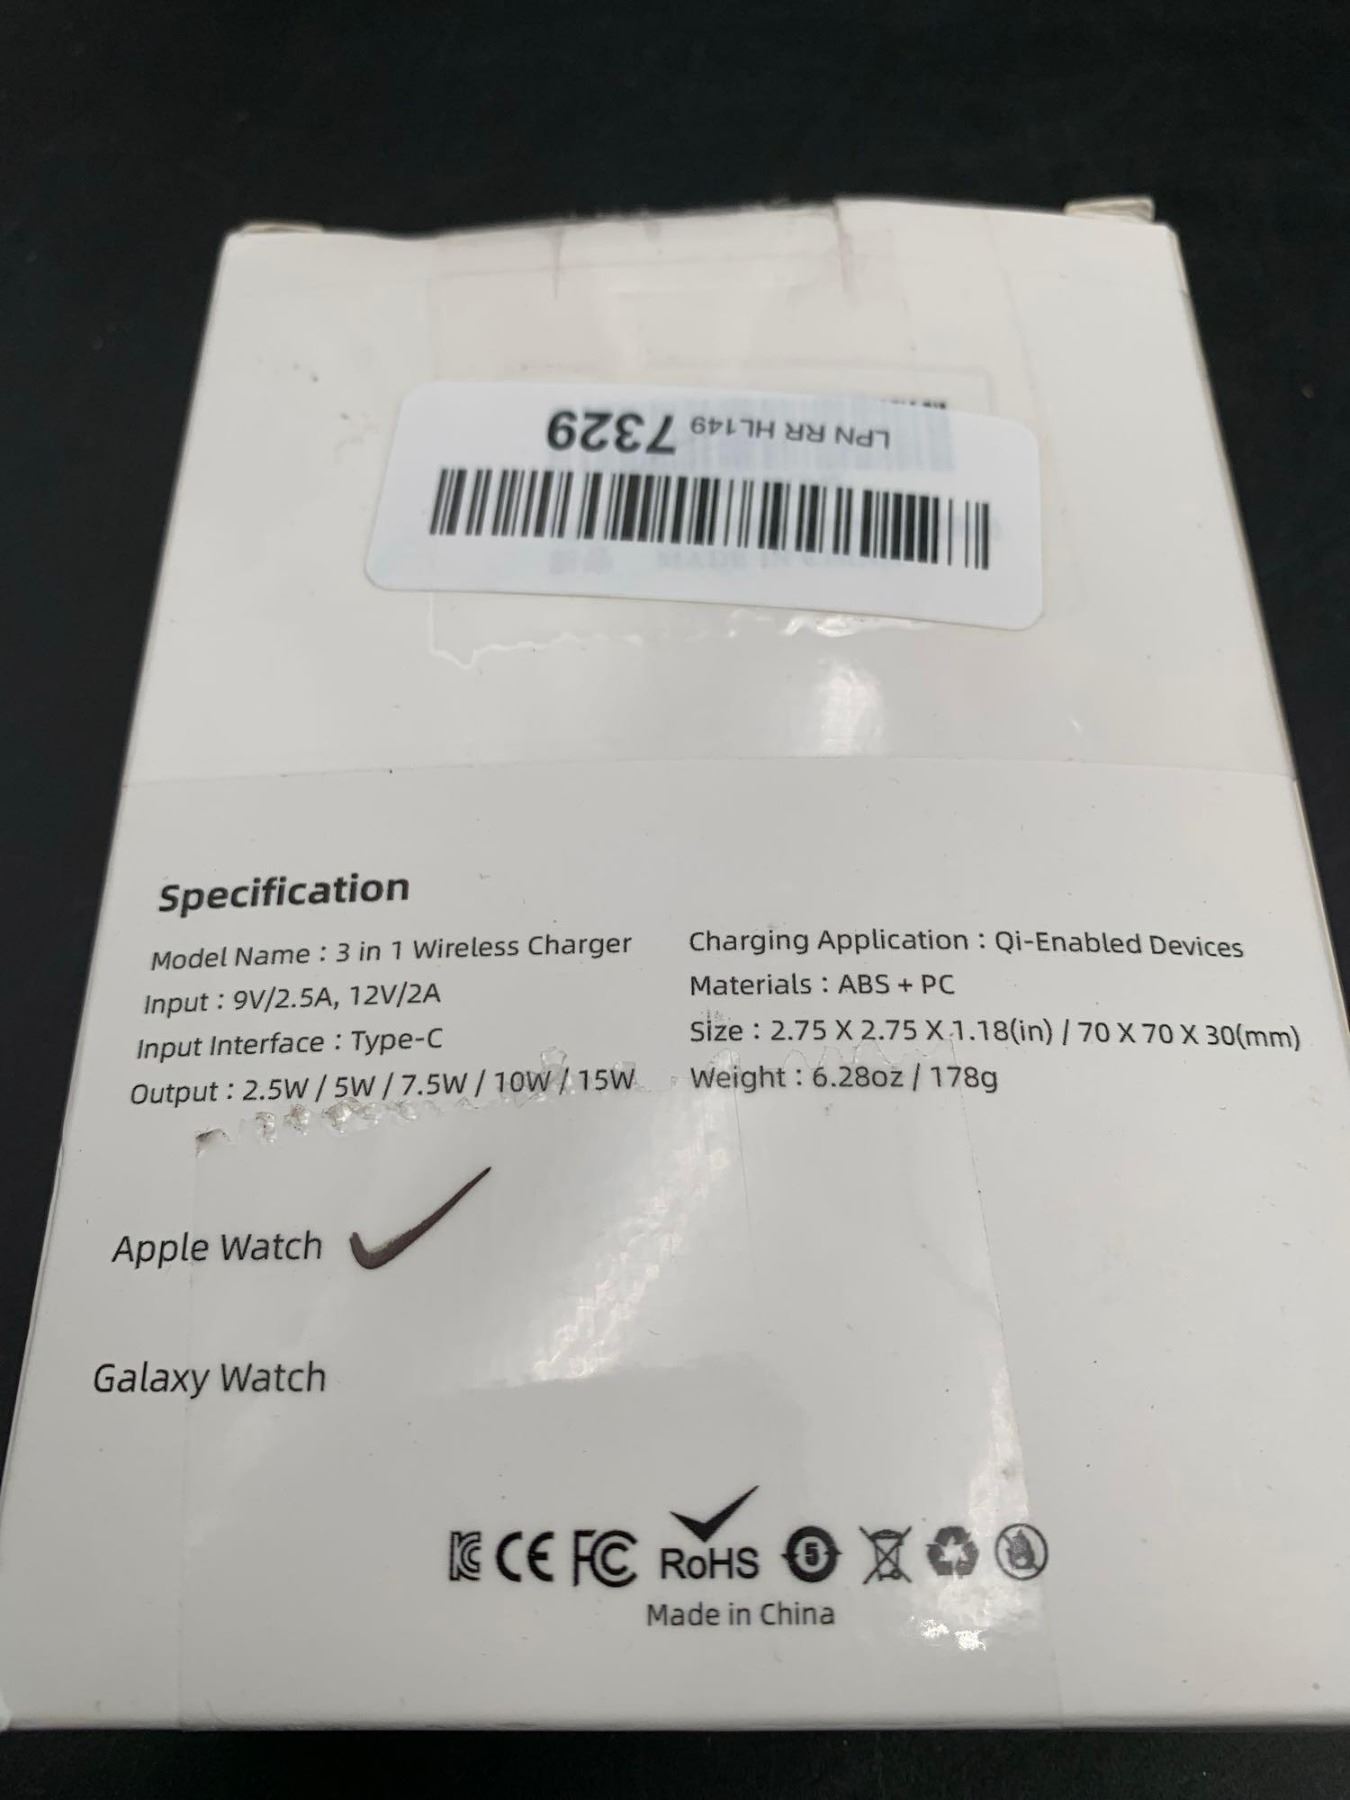 LPN RR HL149 7329
Specification
Model Name : 3 in 1 Wireless Charger
Input : 9V/2.5A, 12V/2A
Input Interface : Type-C
Output : 2.5W / 5W / 7.5W / 10W / 15W
Charging Application : Qi-Enabled Devices
Materials : ABS + PC
Size : 2.75 X 2.75 X 1.18(in) / 70 X 70 X 30(mm)
Weight : 6.28oz / 178g
Apple Watch
Galaxy Watch
CE FC RoHS 5
Made in China